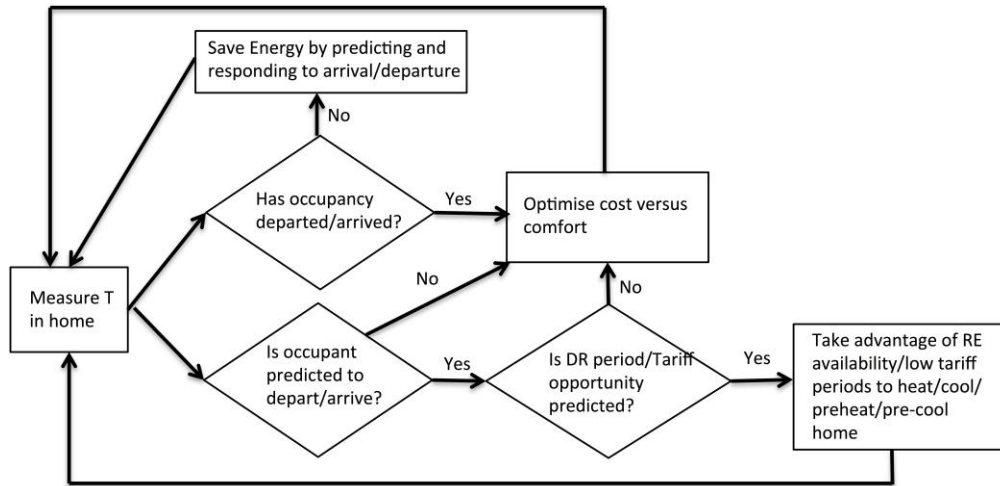 Save Energy by predicting and
responding to arrival/departure
No
Has occupancy
departed/arrived?
Yes
Optimise cost versus
comfort
Measure T
in home
No
No
Is occupant
predicted to
depart/arrive?
Yes
Is DR period/Tariff
opportunity
predicted?
Yes
Take advantage of RE
availability/low tariff
periods to heat/cool/
preheat/pre-cool
home